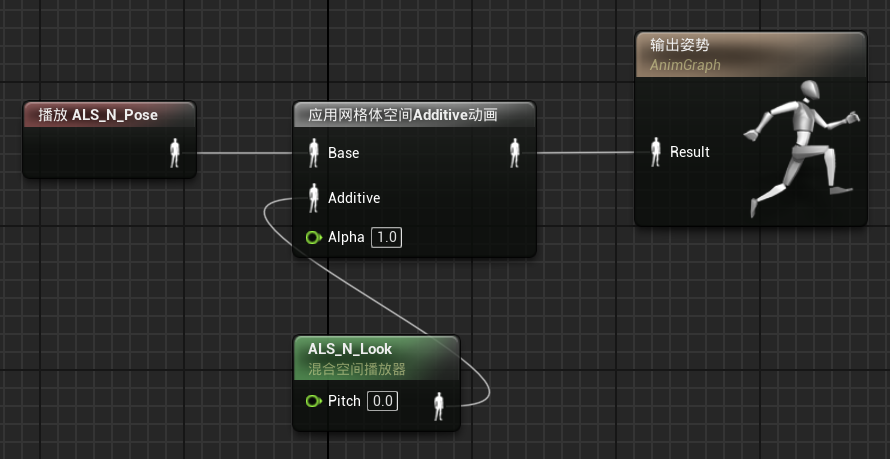 输出姿势
AnimGraph
Result
播放 ALS_N_Pose
应用网格体空间Additive动画
Base
Additive
Alpha 1.0
ALS_N_Look
混合空间播放器
Pitch 0.0